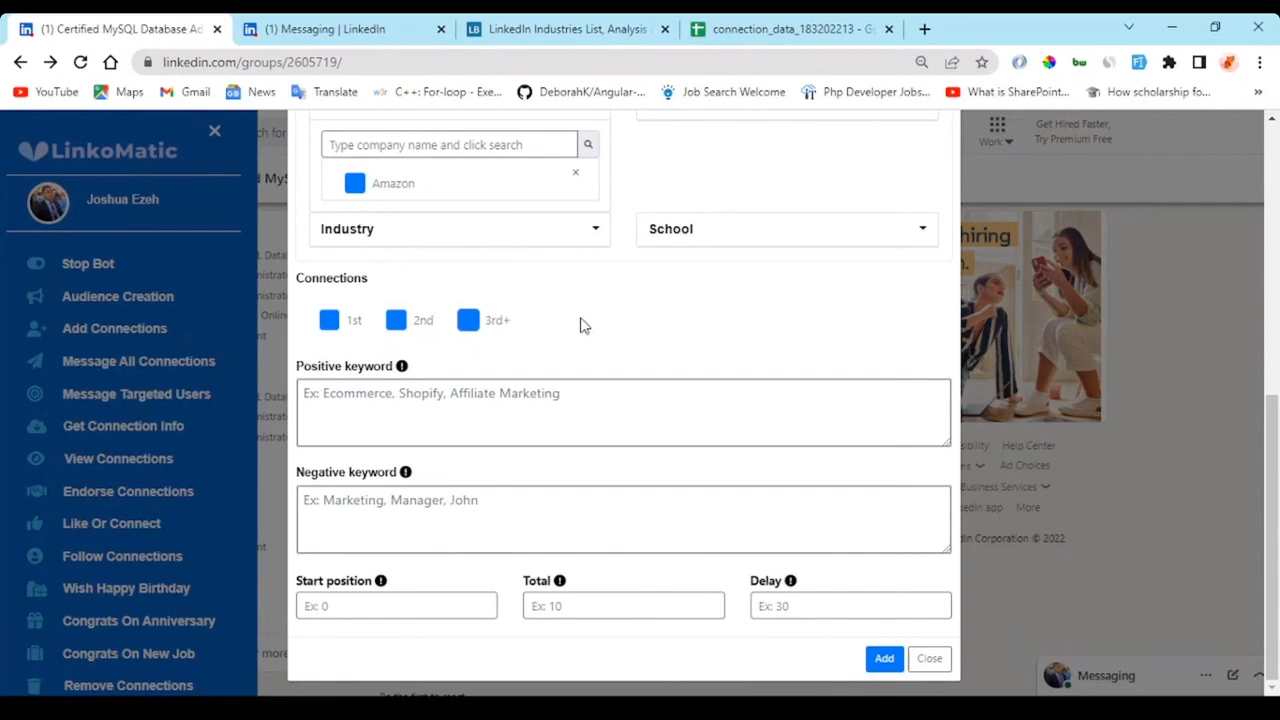 (1) Certified MySQL Database Ad
(1) Messaging | LinkedIn
LinkedIn Industries List, Analysis
connection_data_183202213 - Go
linkedin.com/groups/2605719/
YouTube
Maps
Gmail
News
Translate
C++: For-loop - Exe...
DeborahK/Angular-...
Job Search Welcome
Php Developer Jobs...
What is SharePoint...
How scholarship fo...
»
LinkoMatic
Joshua Ezeh
Stop Bot
Audience Creation
Add Connections
Message All Connections
Message Targeted Users
Get Connection Info
View Connections
Endorse Connections
Like Or Connect
Follow Connections
Wish Happy Birthday
Congrats On Anniversary
Congrats On New Job
Remove Connections
Type company name and click search
Amazon
Industry
School
Connections
1st 2nd 3rd+
Positive keyword
Ex: Ecommerce, Shopify, Affiliate Marketing
Negative keyword
Ex: Marketing, Manager, John
Start position Total Delay
Ex: 0 Ex: 10 Ex: 30
Add Close
Work
Get Hired Faster,
Try Premium Free
hiring
Help Center
Ad Choices
Business Services
More
Corporation © 2022
Messaging